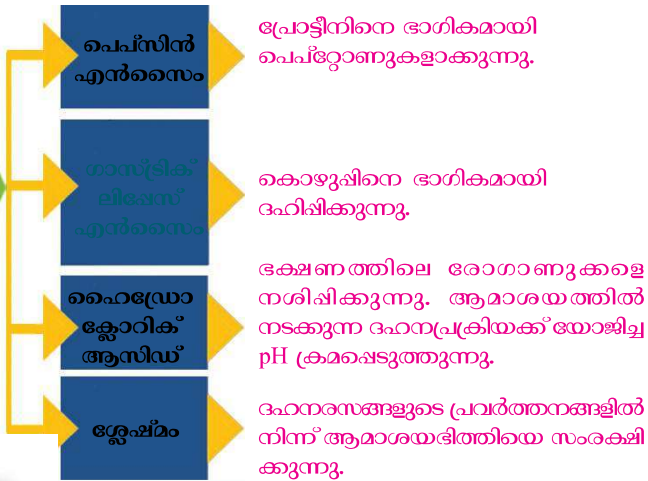 പെപ്സിൻ
എൻസൈം
പ്രോട്ടീനിനെ ഭാഗികമായി
പെപ്റ്റോണുകളാക്കുന്നു.
ഗാസ്ട്രിക്
ലിപ്പേസ്
എൻസൈം
കൊഴുപ്പിനെ ഭാഗികമായി
ദഹിപ്പിക്കുന്നു.
ഹൈഡ്രോ
ക്ലോറിക്
ആസിഡ്
ഭക്ഷണത്തിലെ രോഗാണുക്കളെ
നശിപ്പിക്കുന്നു. ആമാശയത്തിൽ
നടക്കുന്ന ദഹനപ്രക്രിയക്ക് യോജിച്ച
pH ക്രമപ്പെടുത്തുന്നു.
ശ്ലേഷ്മം
ദഹനരസങ്ങളുടെ പ്രവർത്തനങ്ങളിൽ
നിന്ന് ആമാശയഭിത്തിയെ സംരക്ഷി
ക്കുന്നു.